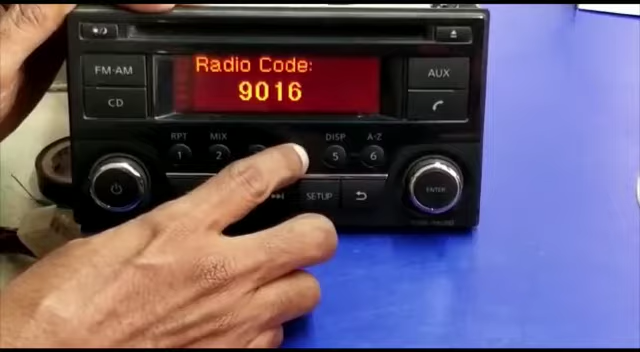 Radio Code:
9016
FM·AM
CD
AUX
RPT
MIX
DISP
A-Z
1
2
5
6
SETUP
ENTER